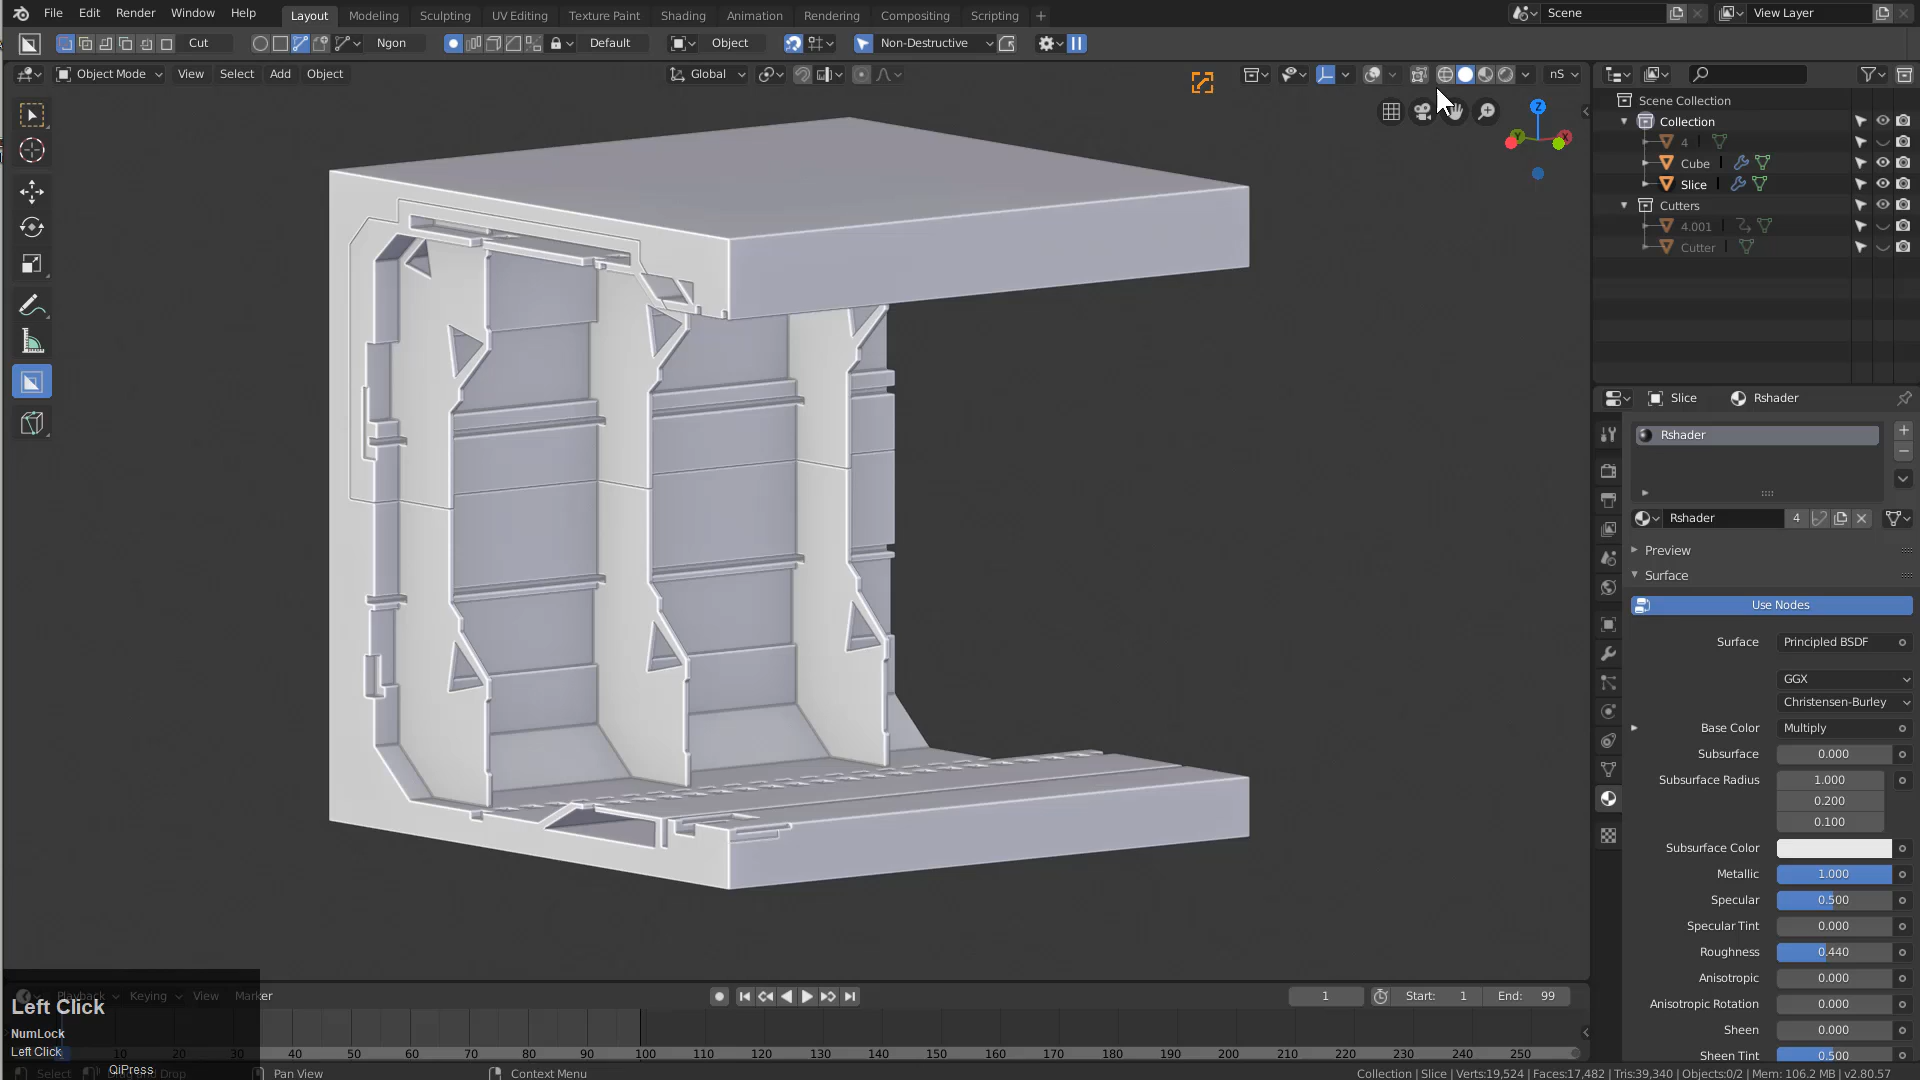 File Edit Render Window Help Layout Modeling Sculpting UV Editing Texture Paint Shading Animation Rendering Compositing Scripting + Scene View Layer
Cut Ngon Default Object Non-Destructive
Object Mode View Select Add Object Global nS
Z
Y
X
Scene Collection
Collection
4
Cube
Slice
Cutters
4.001
Cutter
Slice Rshader
Rshader
Rshader 4
Preview
Surface
Use Nodes
Surface Principled BSDF
GGX
Christensen-Burley
Base Color Multiply
Subsurface 0.000
Subsurface Radius 1.000
0.200
0.100
Subsurface Color
Metallic 1.000
Specular 0.500
Specular Tint 0.000
Roughness 0.440
Anisotropic 0.000
Anisotropic Rotation 0.000
Sheen 0.000
Sheen Tint 0.500
Playback Keying View Marker 1 Start: 1 End: 99
Left Click
NumLock
Left Click
10 20 30 40 50 60 70 80 90 100 110 120 130 140 150 160 170 180 190 200 210 220 230 240 250
QiPress
Select Drag and Drop Pan View Context Menu Collection | Slice | Verts:19,524 | Faces:17,482 | Tris:39,340 | Objects:0/2 | Mem: 106.2 MB | v2.80.57